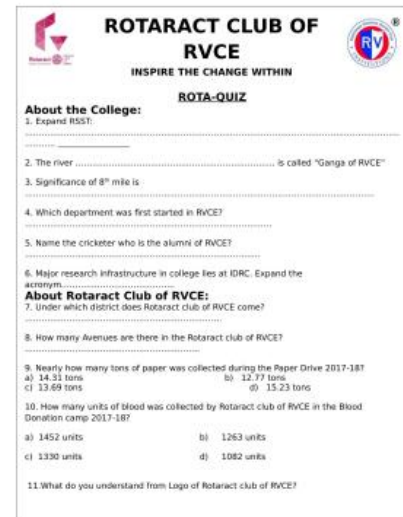 ROTARACT CLUB OF
RVCE
INSPIRE THE CHANGE WITHIN
ROTA-QUIZ
About the College:
1. Expand RSST:
..............................................................................................................................
.......... ________________
2. The river .................................................................. is called "Ganga of RVCE"
3. Significance of 8th mile is
......................................................................................................................
4. Which department was first started in RVCE?
....................................................................................
5. Name the cricketer who is the alumni of RVCE?
................................................................................
6. Major research infrastructure in college lies at IDRC. Expand the
acronym......................................
About Rotaract Club of RVCE:
7. Under which district does Rotaract club of RVCE come?
...................................................................
8. How many Avenues are there in the Rotaract club of RVCE?
...........................................................
9. Nearly how many tons of paper was collected during the Paper Drive 2017-18?
a) 14.31 tons b) 12.77 tons
c) 13.69 tons d) 15.23 tons
10. How many units of blood was collected by Rotaract club of RVCE in the Blood
Donation camp 2017-18?
a) 1452 units b) 1263 units
c) 1330 units d) 1082 units
11.What do you understand from Logo of Rotaract club of RVCE?